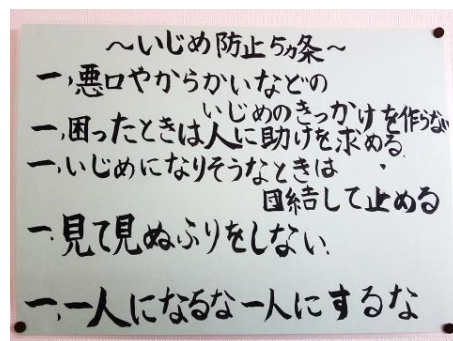 ～いじめ防止5ヵ条～
一、悪口やからかいなどの
いじめのきっかけを作らない
一、困ったときは人に助けを求める
一、いじめになりそうなときは
団結して止める
一、見て見ぬふりをしない、
一、一人になるな一人にするな